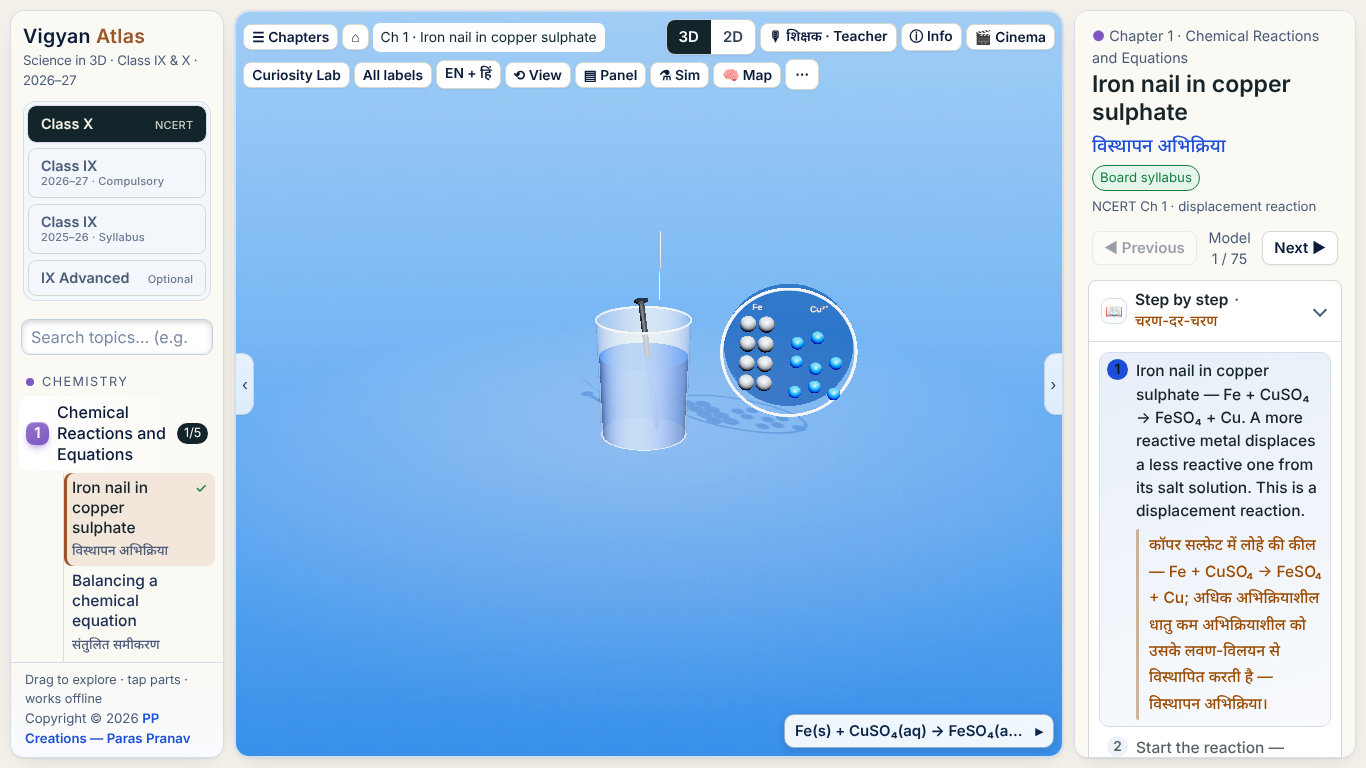 Vigyan Atlas
Science in 3D · Class IX & X ·
2026–27
Class X NCERT
Class IX
2026–27 · Compulsory
Class IX
2025–26 · Syllabus
IX Advanced Optional
Search topics… (e.g.
CHEMISTRY
1 Chemical Reactions and Equations 1/5
Iron nail in
copper
sulphate
विस्थापन अभिक्रिया
Balancing a
chemical
equation
संतुलित समीकरण
Drag to explore · tap parts ·
works offline
Copyright © 2026 PP
Creations — Paras Pranav
☰ Chapters ⌂ Ch 1 · Iron nail in copper sulphate 3D 2D 🎙 शिक्षक · Teacher ⓘ Info 🎬 Cinema
Curiosity Lab All labels EN + हिं ⟲ View ▤ Panel ⚗ Sim 🧠 Map ⋯
Fe Cu²⁺
‹ ›
Fe(s) + CuSO₄(aq) → FeSO₄(a… ▸
Chapter 1 · Chemical Reactions
and Equations
Iron nail in copper
sulphate
विस्थापन अभिक्रिया
Board syllabus
NCERT Ch 1 · displacement reaction
◀ Previous Model 1 / 75 Next ▶
Step by step ·
चरण-दर-चरण
1 Iron nail in copper
sulphate — Fe + CuSO₄
→ FeSO₄ + Cu. A more
reactive metal displaces
a less reactive one from
its salt solution. This is a
displacement reaction.
कॉपर सल्फ़ेट में लोहे की कील
— Fe + CuSO₄ → FeSO₄
+ Cu; अधिक अभिक्रियाशील
धातु कम अभिक्रियाशील को
उसके लवण-विलयन से
विस्थापित करती है —
विस्थापन अभिक्रिया।
2 Start the reaction —